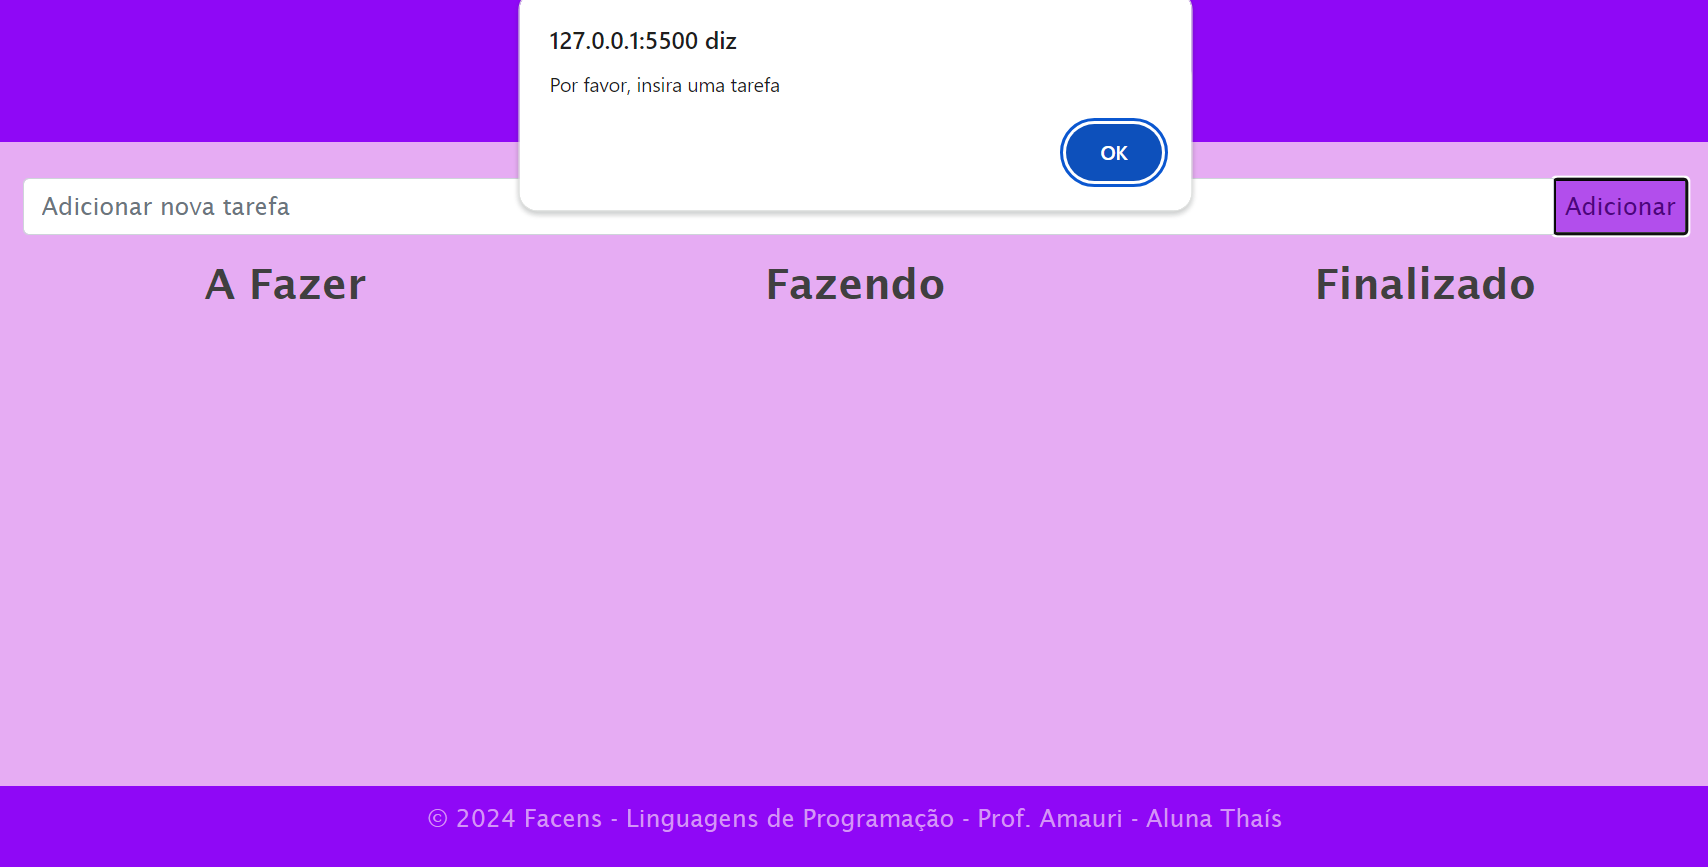 127.0.0.1:5500 diz
Por favor, insira uma tarefa
OK
Adicionar nova tarefa
Adicionar
A Fazer
Fazendo
Finalizado
© 2024 Facens - Linguagens de Programação - Prof. Amauri - Aluna Thaís